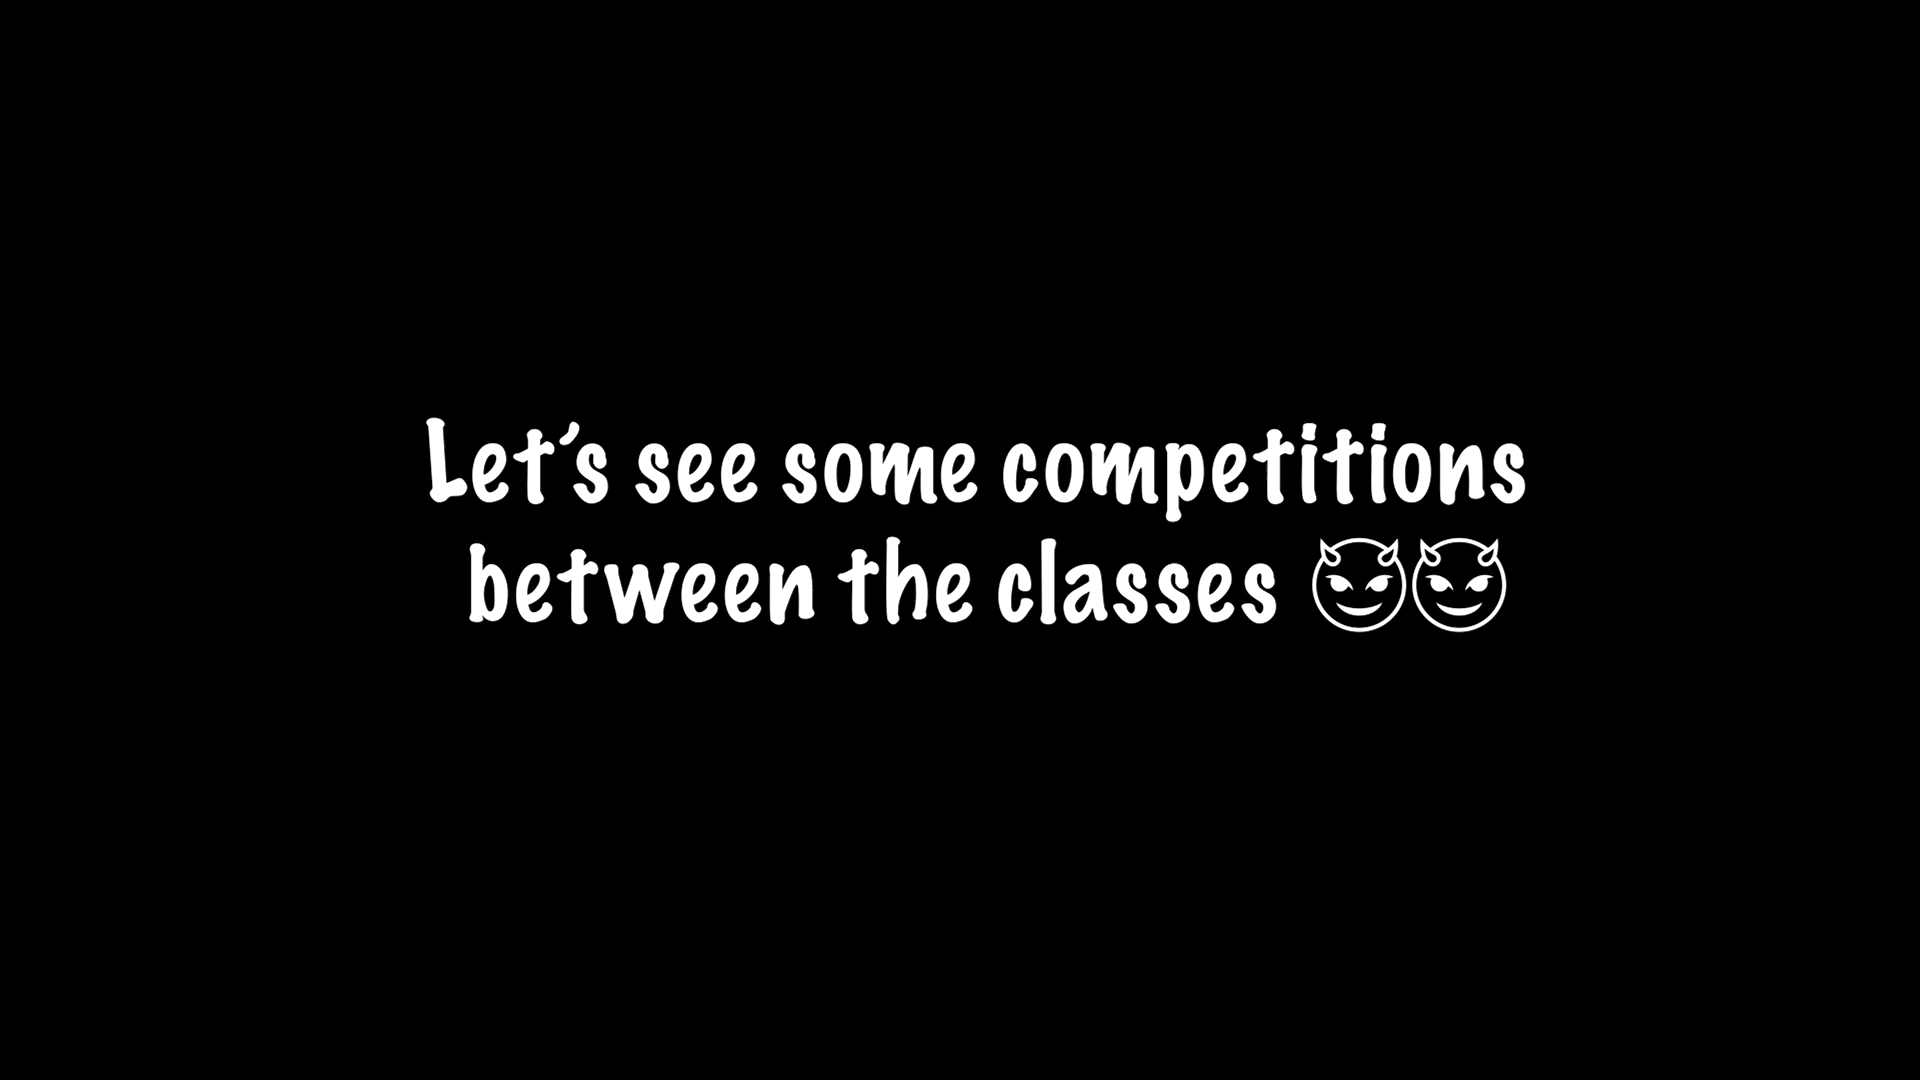 Let’s see some competitions
between the classes 😈😈